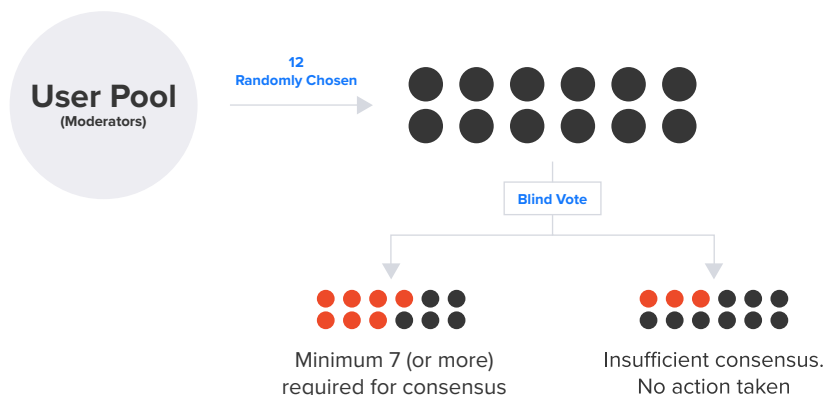 User Pool
(Moderators)
12
Randomly Chosen
Blind Vote
Minimum 7 (or more)
required for consensus
Insufficient consensus.
No action taken